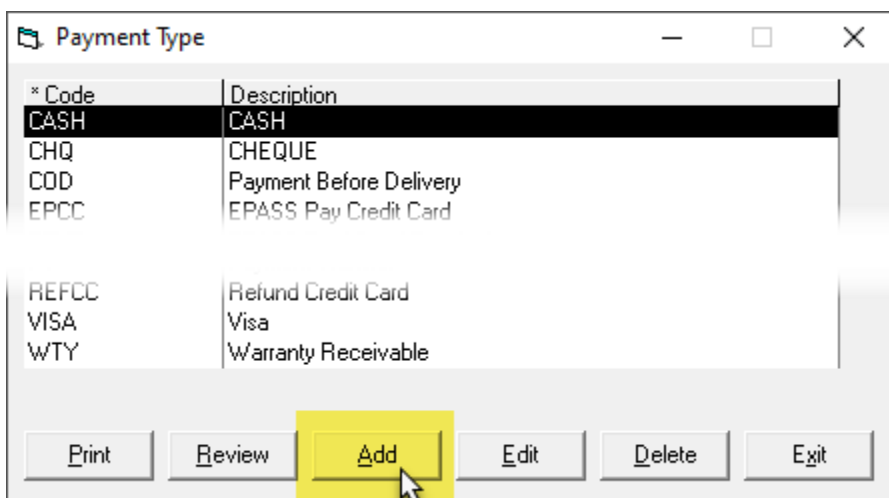 Payment Type
* Code Description
CASH CASH
CHQ CHEQUE
COD Payment Before Delivery
EPCC EPASS Pay Credit Card
REFCC Refund Credit Card
VISA Visa
WTY Warranty Receivable
Print Review Add Edit Delete Exit